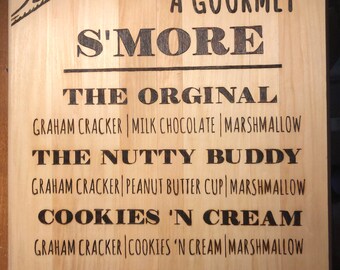 A GOURMET
S'MORE
THE ORGINAL
GRAHAM CRACKER|MILK CHOCOLATE|MARSHMALLOW
THE NUTTY BUDDY
GRAHAM CRACKER|PEANUT BUTTER CUP|MARSHMALLOW
COOKIES 'N CREAM
GRAHAM CRACKER|COOKIES 'N CREAM|MARSHMALLOW